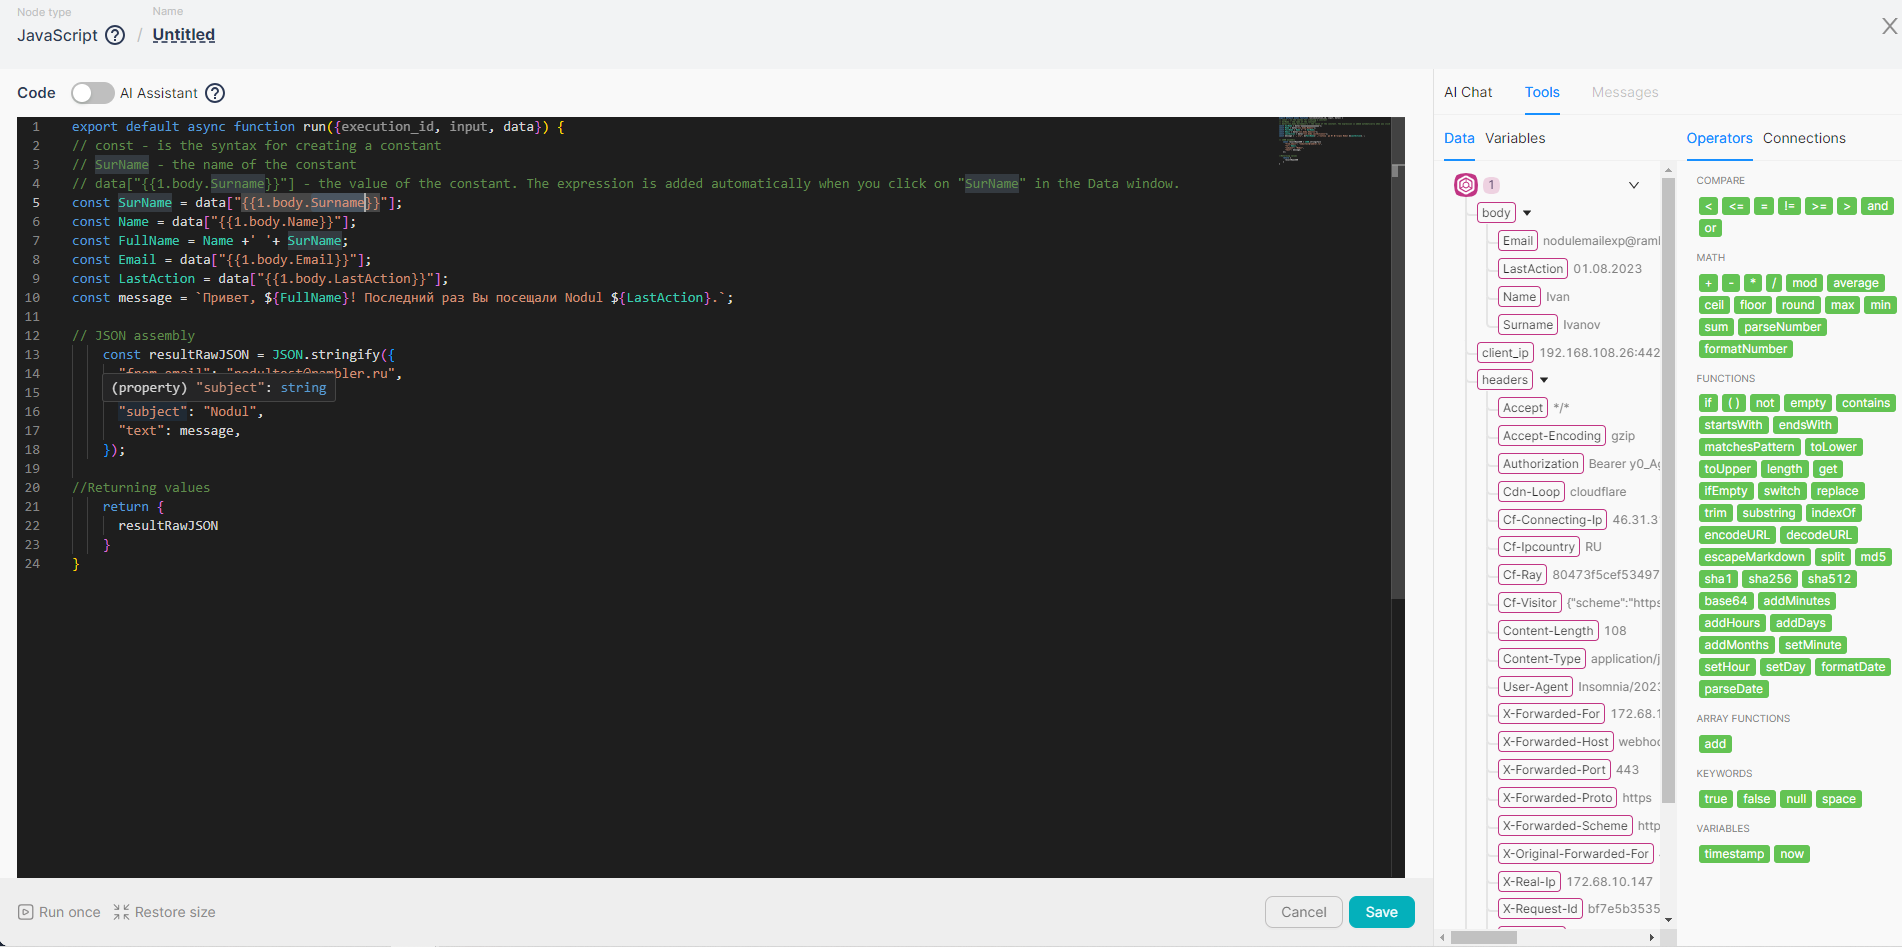 Node type
Name
JavaScript ? / Untitled
X
Code AI Assistant ?
1 export default async function run({execution_id, input, data}) {
2 // const - is the syntax for creating a constant
3 // SurName - the name of the constant
4 // data["{{1.body.Surname}}"] - the value of the constant. The expression is added automatically when you click on "SurName" in the Data window.
5 const SurName = data["{{1.body.Surname}}"];
6 const Name = data["{{1.body.Name}}"];
7 const FullName = Name +' '+ SurName;
8 const Email = data["{{1.body.Email}}"];
9 const LastAction = data["{{1.body.LastAction}}"];
10 const message = `Привет, ${FullName}! Последний раз Вы посещали Nodul ${LastAction}.`;
11
12 // JSON assembly
13 const resultRawJSON = JSON.stringify({
14 "from_email": "nodultest@rambler.ru",
15 (property) "subject": string
16 "subject": "Nodul",
17 "text": message,
18 });
19
20 //Returning values
21 return {
22 resultRawJSON
23 }
24 }
Run once Restore size
Cancel Save
AI Chat Tools Messages
Data Variables
1
body
Email nodulemailexp@raml
LastAction 01.08.2023
Name Ivan
Surname Ivanov
client_ip 192.168.108.26:442
headers
Accept */*
Accept-Encoding gzip
Authorization Bearer y0_Ag
Cdn-Loop cloudflare
Cf-Connecting-Ip 46.31.3
Cf-Ipcountry RU
Cf-Ray 80473f5cef53497
Cf-Visitor {"scheme":"https
Content-Length 108
Content-Type application/j
User-Agent Insomnia/2023
X-Forwarded-For 172.68.1
X-Forwarded-Host webhoo
X-Forwarded-Port 443
X-Forwarded-Proto https
X-Forwarded-Scheme http
X-Original-Forwarded-For
X-Real-Ip 172.68.10.147
X-Request-Id bf7e5b3535
Operators Connections
COMPARE
< <= = != >= > and
or
MATH
+ - * / mod average
ceil floor round max min
sum parseNumber
formatNumber
FUNCTIONS
if ( ) not empty contains
startsWith endsWith
matchesPattern toLower
toUpper length get
ifEmpty switch replace
trim substring indexOf
encodeURL decodeURL
escapeMarkdown split md5
sha1 sha256 sha512
base64 addMinutes
addHours addDays
addMonths setMinute
setHour setDay formatDate
parseDate
ARRAY FUNCTIONS
add
KEYWORDS
true false null space
VARIABLES
timestamp now